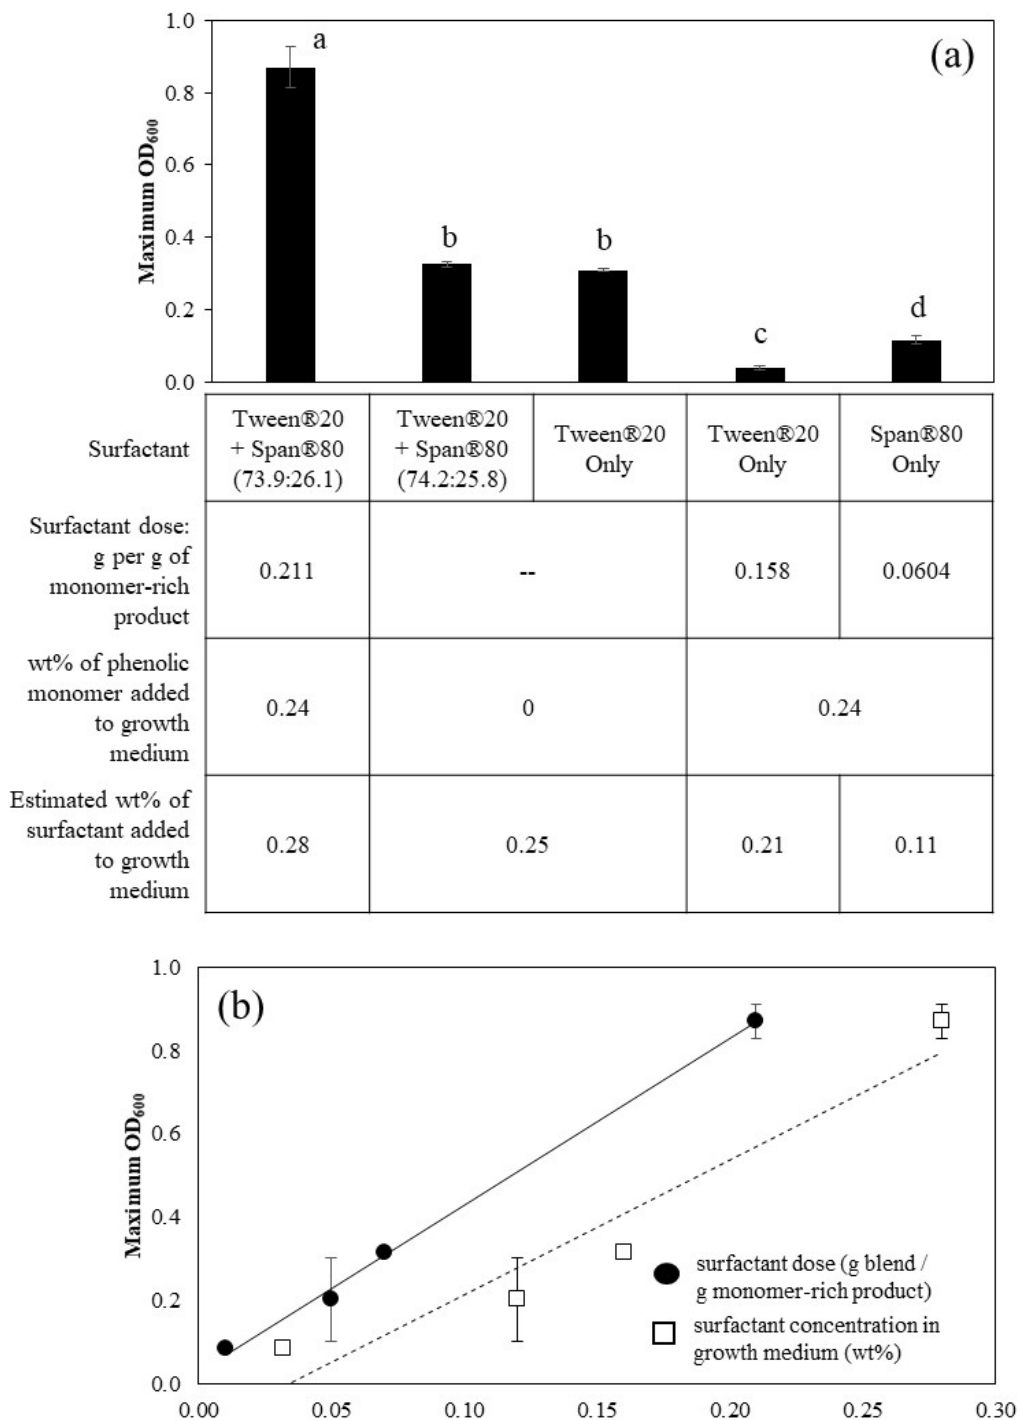 1.0
a
(a)
0.8
0.6
0.4
0.2
0.0
Maximum OD600
b
b
c
d
Surfactant
Tween®20
+ Span®80
(73.9:26.1)
Tween®20
+ Span®80
(74.2:25.8)
Tween®20
Only
Tween®20
Only
Span®80
Only
Surfactant dose:
g per g of
monomer-rich
product
0.211
--
0.158
0.0604
wt% of phenolic
monomer added
to growth
medium
0.24
0
0.24
Estimated wt% of
surfactant added
to growth
medium
0.28
0.25
0.21
0.11
1.0
(b)
0.8
0.6
0.4
0.2
0.0
Maximum OD600
surfactant dose (g blend /
g monomer-rich product)
surfactant concentration in
growth medium (wt%)
0.00 0.05 0.10 0.15 0.20 0.25 0.30